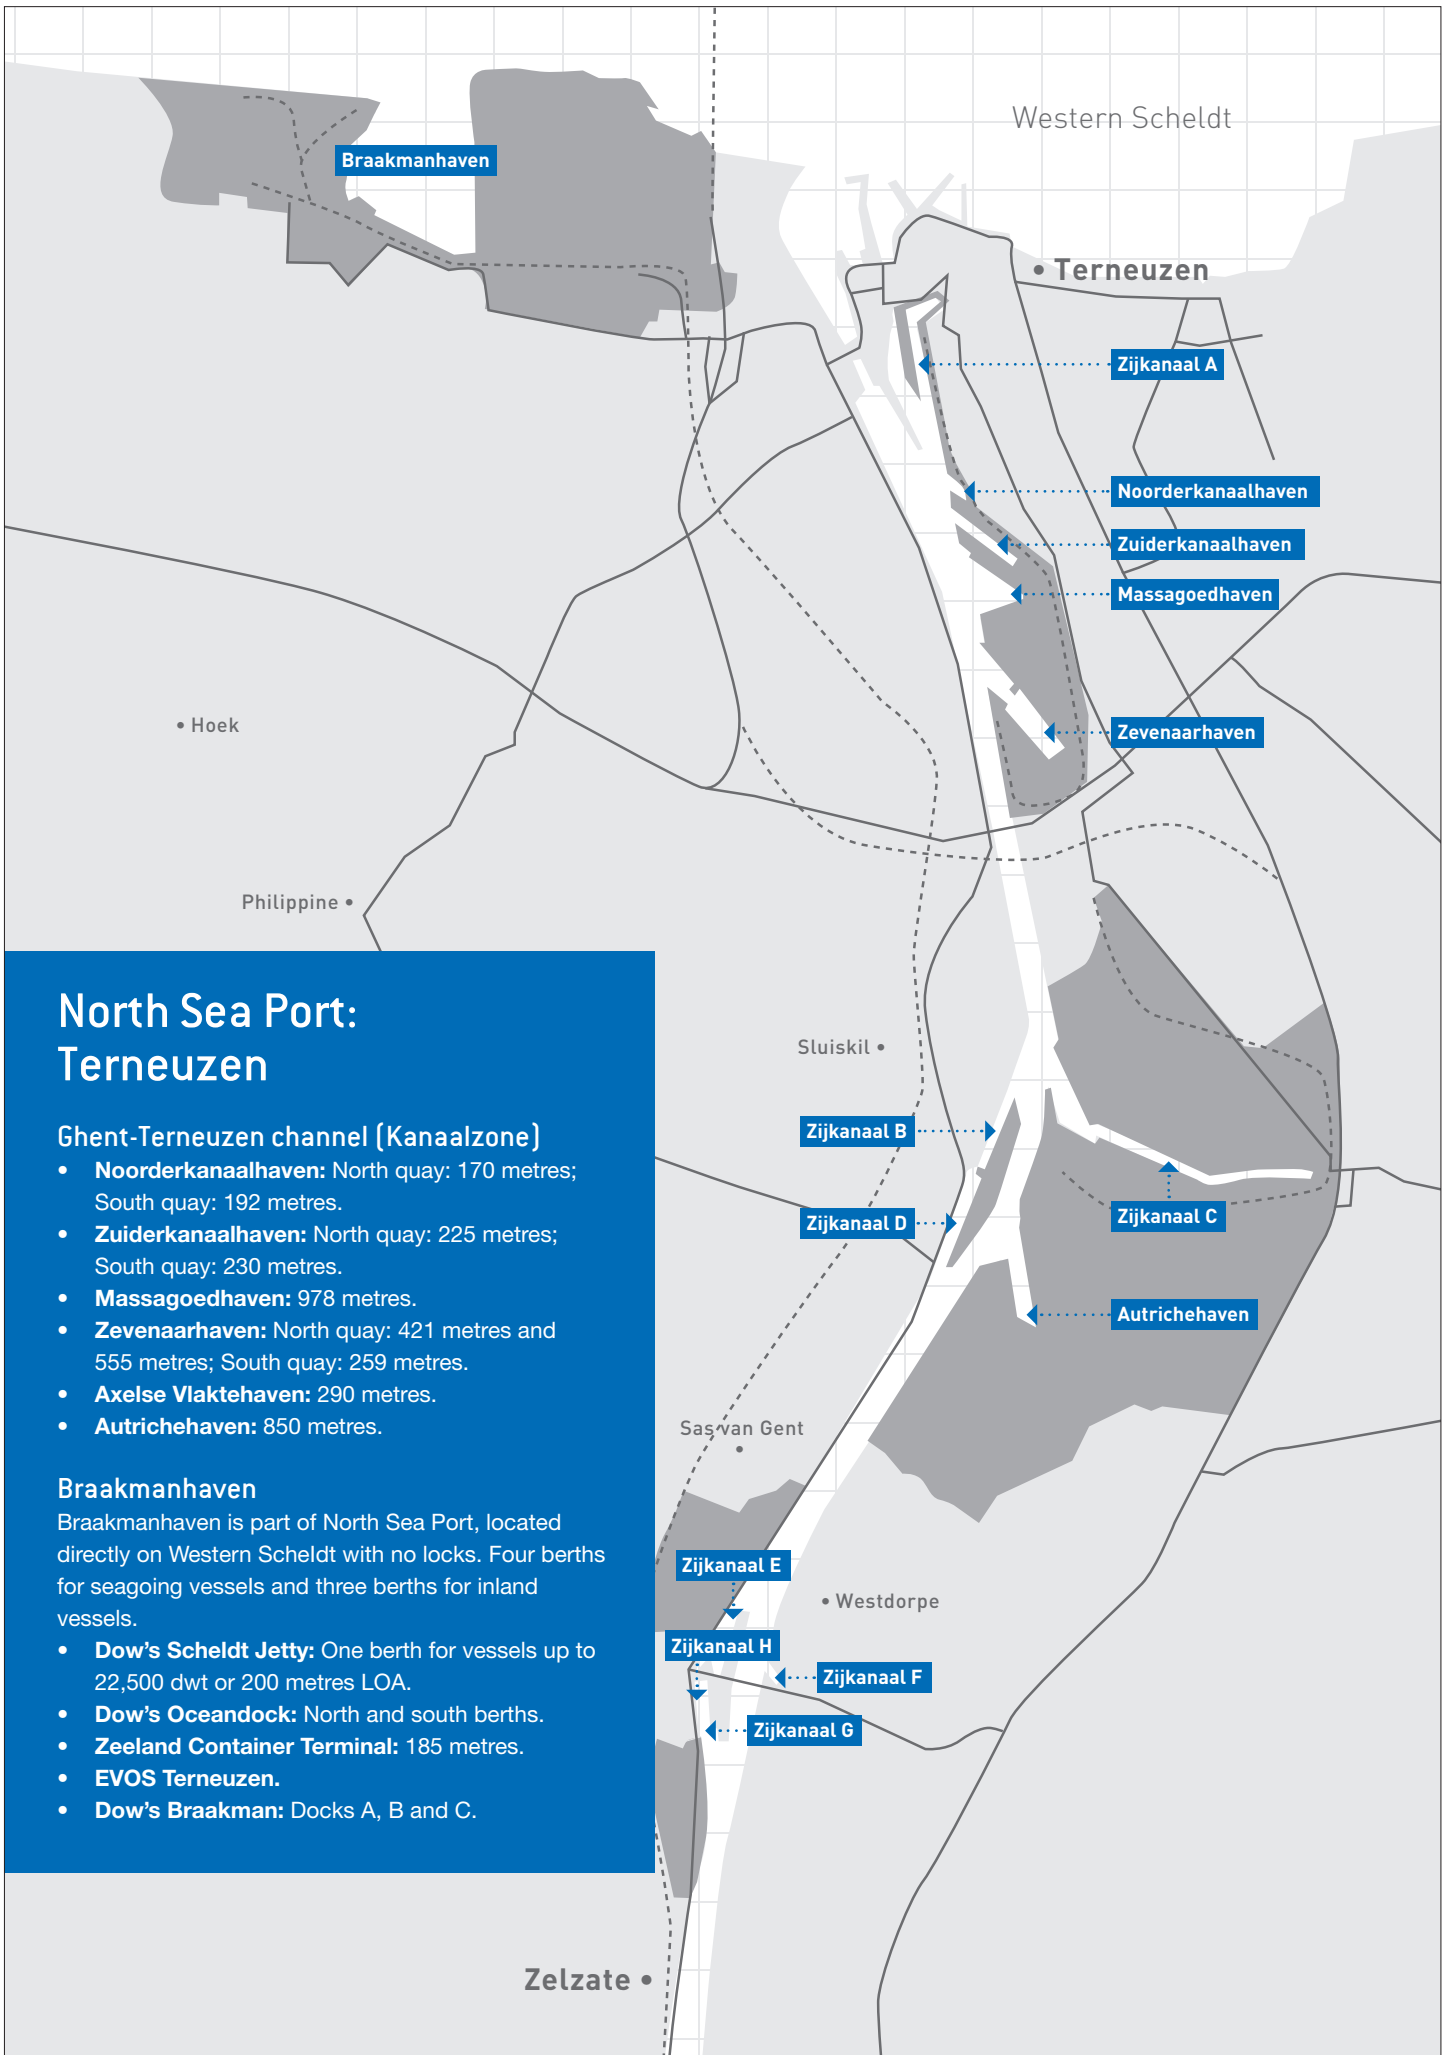 Western Scheldt
Braakmanhaven
Terneuzen
Zijkanaal A
Noorderkanaalhaven
Zuiderkanaalhaven
Massagoedhaven
Hoek
Zevenaarhaven
Philippine
Sluiskil
Zijkanaal B
Zijkanaal D
Zijkanaal C
Autrichehaven
Sas van Gent
Zijkanaal E
Westdorpe
Zijkanaal H
Zijkanaal F
Zijkanaal G
Zelzate
North Sea Port:
Terneuzen
Ghent-Terneuzen channel (Kanaalzone)
• Noorderkanaalhaven: North quay: 170 metres;
South quay: 192 metres.
• Zuiderkanaalhaven: North quay: 225 metres;
South quay: 230 metres.
• Massagoedhaven: 978 metres.
• Zevenaarhaven: North quay: 421 metres and
555 metres; South quay: 259 metres.
• Axelse Vlaktehaven: 290 metres.
• Autrichehaven: 850 metres.
Braakmanhaven
Braakmanhaven is part of North Sea Port, located
directly on Western Scheldt with no locks. Four berths
for seagoing vessels and three berths for inland
vessels.
• Dow's Scheldt Jetty: One berth for vessels up to
22,500 dwt or 200 metres LOA.
• Dow's Oceandock: North and south berths.
• Zeeland Container Terminal: 185 metres.
• EVOS Terneuzen.
• Dow's Braakman: Docks A, B and C.